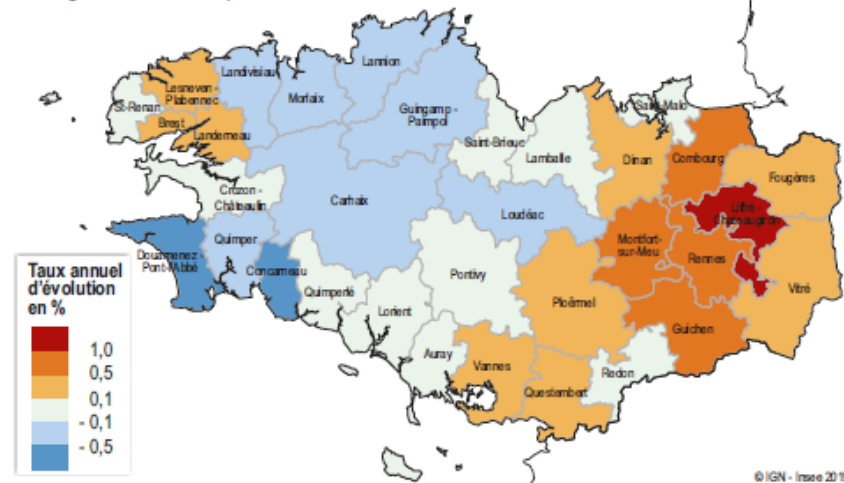 Lannion
Landivisiau
Morlaix
Lesneven -
Plabennec
St-Renan
Brest
Landerneau
Guingamp -
Paimpol
Saint-Malo
Saint-Brieuc
Lamballe
Dinan
Combourg
Fougères
Crozon -
Châteaulin
Carhaix
Loudéac
Liffré -
Châteaugiron
Quimper
Douarnenez -
Pont-l'Abbé
Concarneau
Montfort-
sur-Meu
Rennes
Vitré
Quimperlé
Lorient
Pontivy
Ploërmel
Guichen
Auray
Vannes
Questembert
Redon
Taux annuel
d'évolution
en %
1,0
0,5
0,1
- 0,1
- 0,5
© IGN - Insee 201